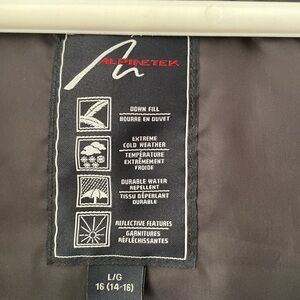 ALPINETEK
DOWN FILL
BOURRE EN DUVET
EXTREME
COLD WEATHER
TEMPÉRATURE
EXTRÊMEMENT
FROIDE
DURABLE WATER
REPELLENT
TISSU DÉPERLANT
DURABLE
REFLECTIVE FEATURES
GARNITURES
RÉFLÉCHISSANTES
L/G
16 (14-16)